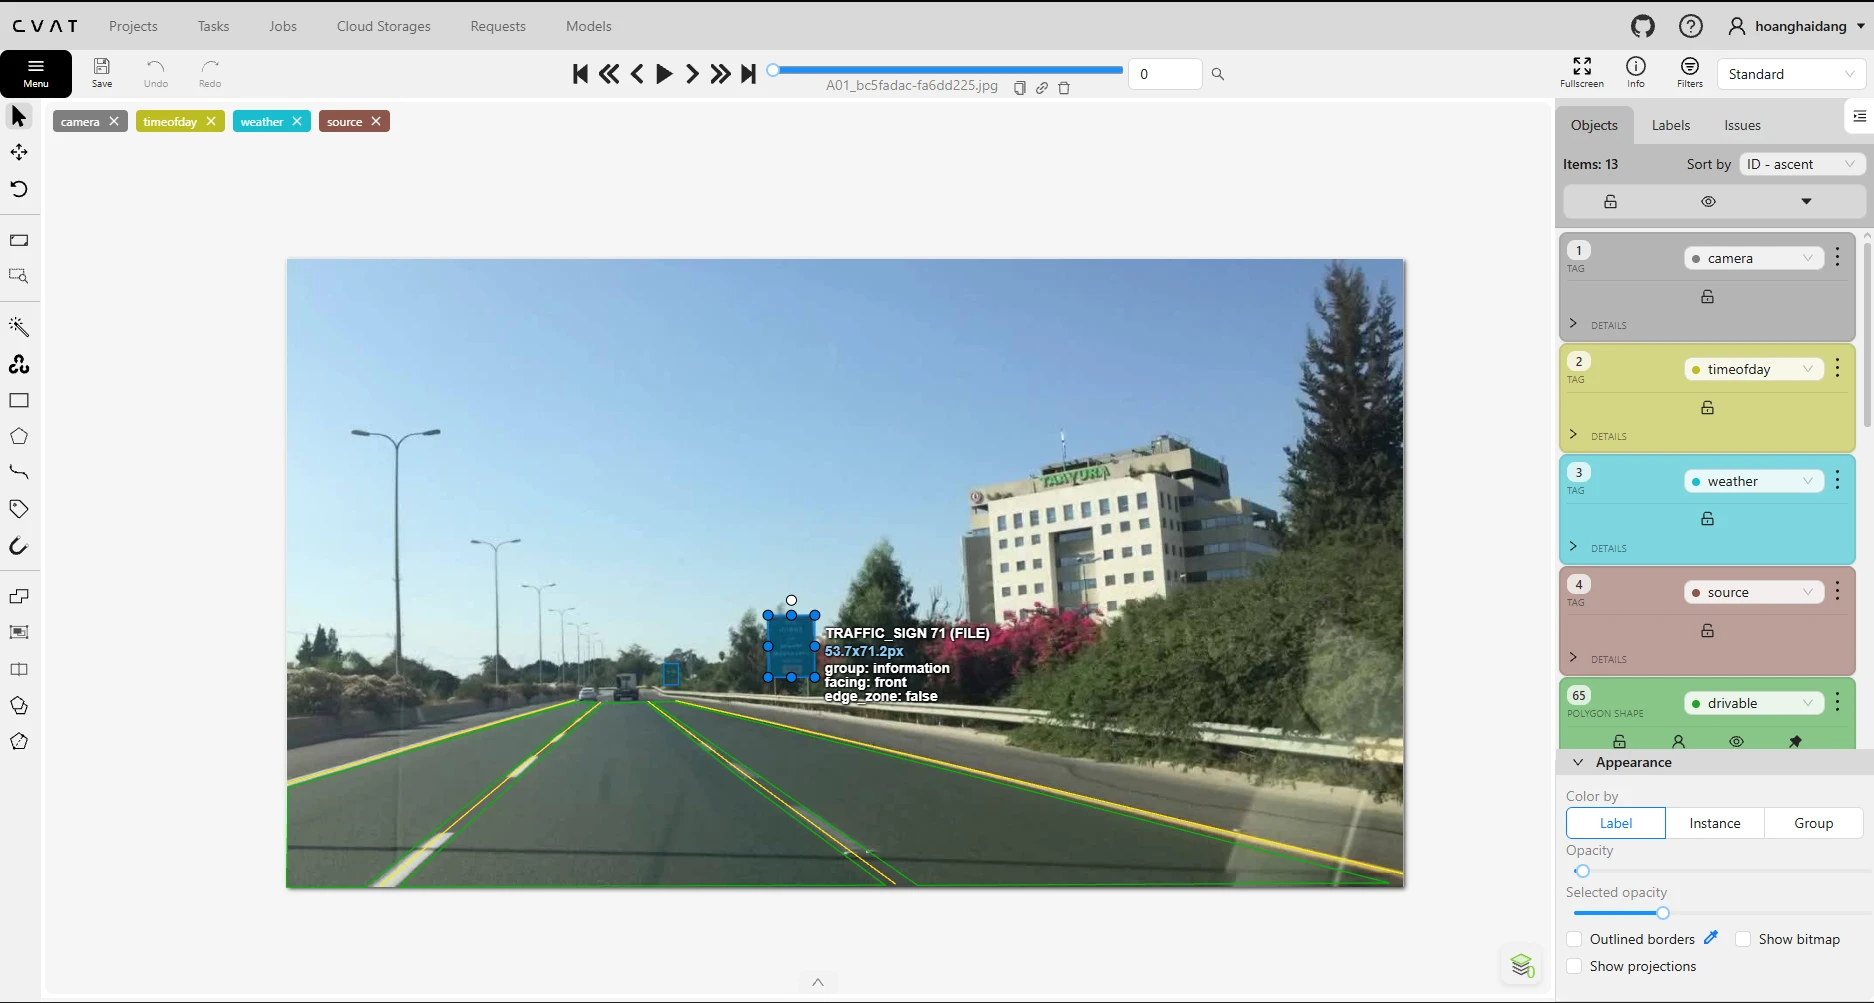 CVAT Projects Tasks Jobs Cloud Storages Requests Models hoanghaidang
Menu Save Undo Redo 0 Fullscreen Info Filters Standard
A01_bc5fadac-fa6dd225.jpg
camera timeofday weather source
Objects Labels Issues
Items: 13 Sort by ID - ascent
1 camera
TAG
DETAILS
2 timeofday
TAG
DETAILS
3 weather
TAG
DETAILS
4 source
TAG
DETAILS
65 drivable
POLYGON SHAPE
TAAVURA
TRAFFIC_SIGN 71 (FILE)
53.7x71.2px
group: information
facing: front
edge_zone: false
Appearance
Color by
Label Instance Group
Opacity
Selected opacity
Outlined borders Show bitmap
Show projections
0